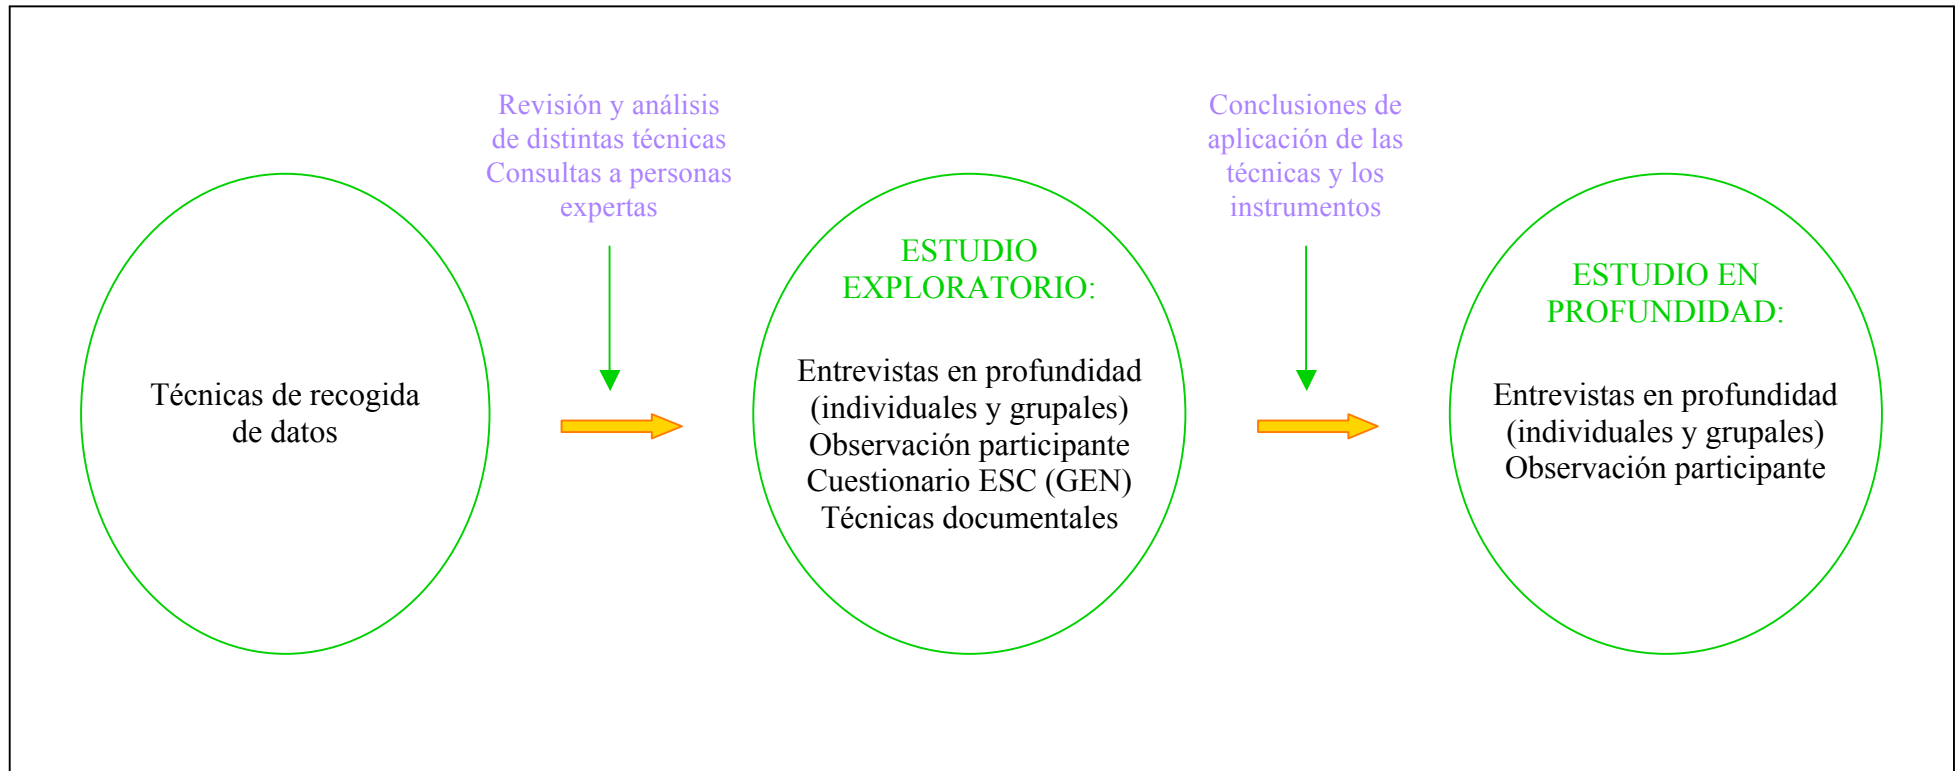 Revisión y análisis
de distintas técnicas
Consultas a personas
expertas
Conclusiones de
aplicación de las
técnicas y los
instrumentos
Técnicas de recogida
de datos
ESTUDIO
EXPLORATORIO:
Entrevistas en profundidad
(individuales y grupales)
Observación participante
Cuestionario ESC (GEN)
Técnicas documentales
ESTUDIO EN
PROFUNDIDAD:
Entrevistas en profundidad
(individuales y grupales)
Observación participante